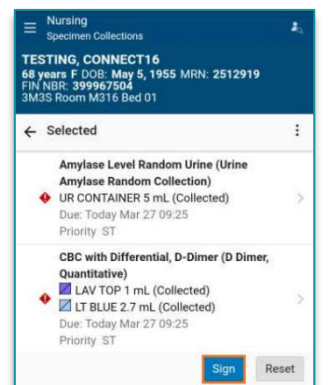 Nursing
Specimen Collections
TESTING, CONNECT16
68 years F DOB: May 5, 1955 MRN: 2512919
FIN NBR: 399967504
3M3S Room M316 Bed 01
Selected
Amylase Level Random Urine (Urine
Amylase Random Collection)
UR CONTAINER 5 mL (Collected)
Due: Today Mar 27 09:25
Priority ST
CBC with Differential, D-Dimer (D Dimer,
Quantitative)
LAV TOP 1 mL (Collected)
LT BLUE 2.7 mL (Collected)
Due: Today Mar 27 09:25
Priority ST
Sign Reset